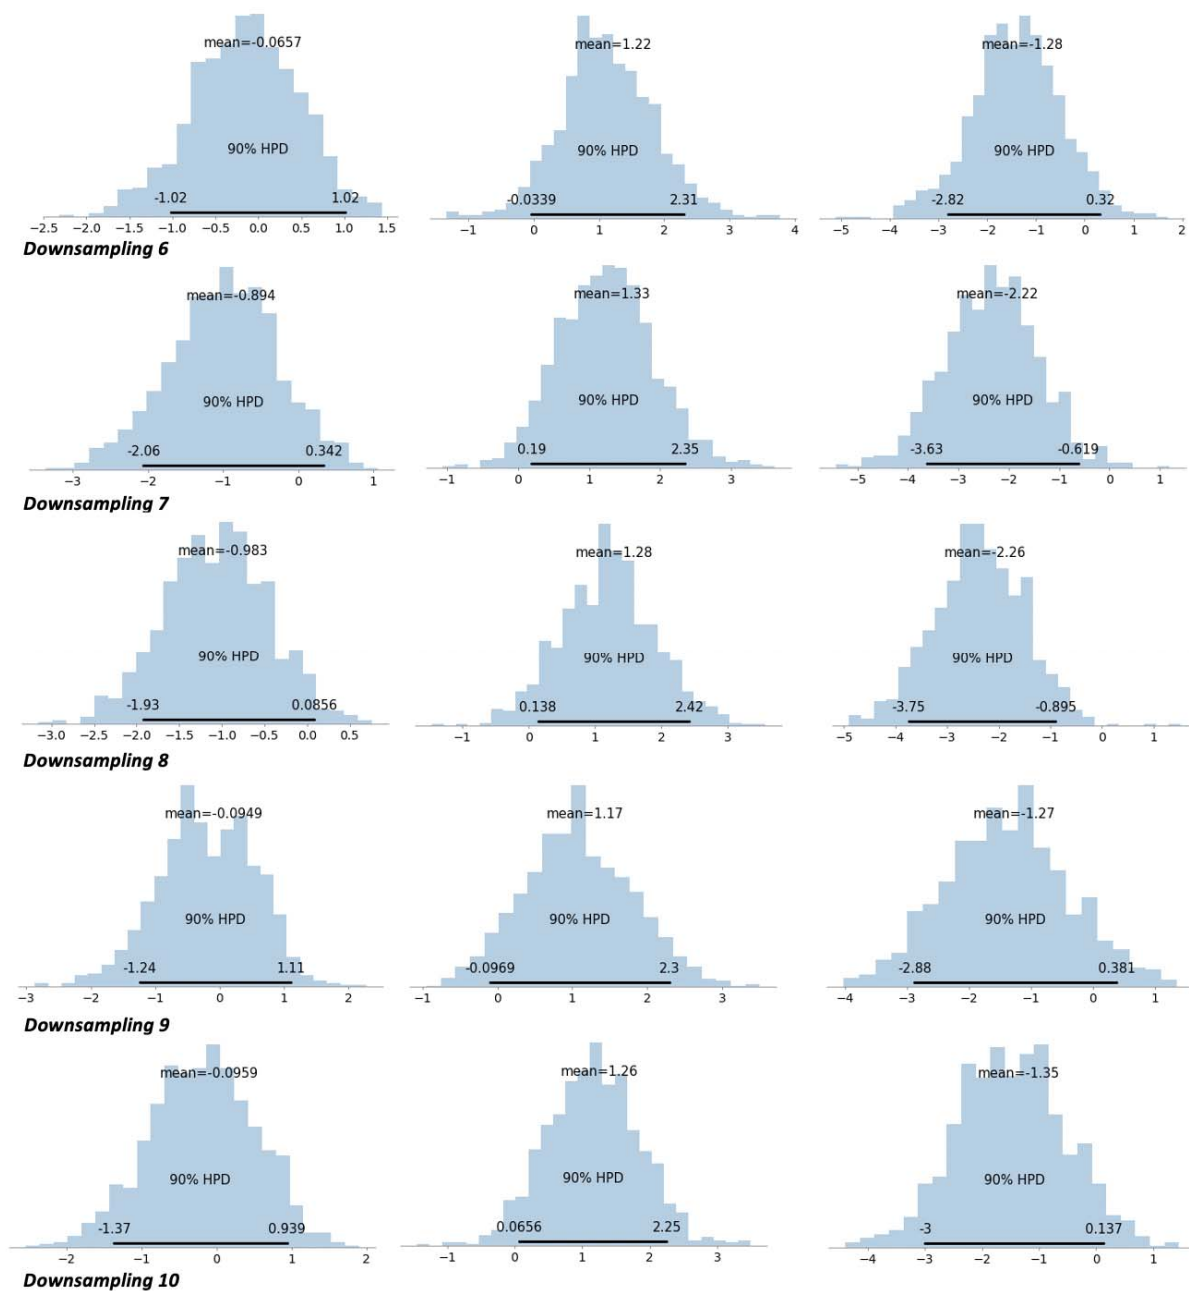 mean=-0.0657 mean=1.22 mean=-1.28
90% HPD 90% HPD 90% HPD
-1.02 1.02 -0.0339 2.31 -2.82 0.32
−2.5 −2.0 −1.5 −1.0 −0.5 0.0 0.5 1.0 1.5 −1 0 1 2 3 4 −5 −4 −3 −2 −1 0 1 2
Downsampling 6
mean=-0.894 mean=1.33 mean=-2.22
90% HPD 90% HPD 90% HPD
-2.06 0.342 0.19 2.35 -3.63 -0.619
−3 −2 −1 0 1 −1 0 1 2 3 −5 −4 −3 −2 −1 0 1
Downsampling 7
mean=-0.983 mean=1.28 mean=-2.26
90% HPD 90% HPD 90% HPD
-1.93 0.0856 0.138 2.42 -3.75 -0.895
−3.0 −2.5 −2.0 −1.5 −1.0 −0.5 0.0 0.5 −1 0 1 2 3 −5 −4 −3 −2 −1 0 1
Downsampling 8
mean=-0.0949 mean=1.17 mean=-1.27
90% HPD 90% HPD 90% HPD
-1.24 1.11 -0.0969 2.3 -2.88 0.381
−3 −2 −1 0 1 2 −1 0 1 2 3 −4 −3 −2 −1 0 1
Downsampling 9
mean=-0.0959 mean=1.26 mean=-1.35
90% HPD 90% HPD 90% HPD
-1.37 0.939 0.0656 2.25 -3 0.137
−2 −1 0 1 2 −1 0 1 2 3 −4 −3 −2 −1 0 1
Downsampling 10